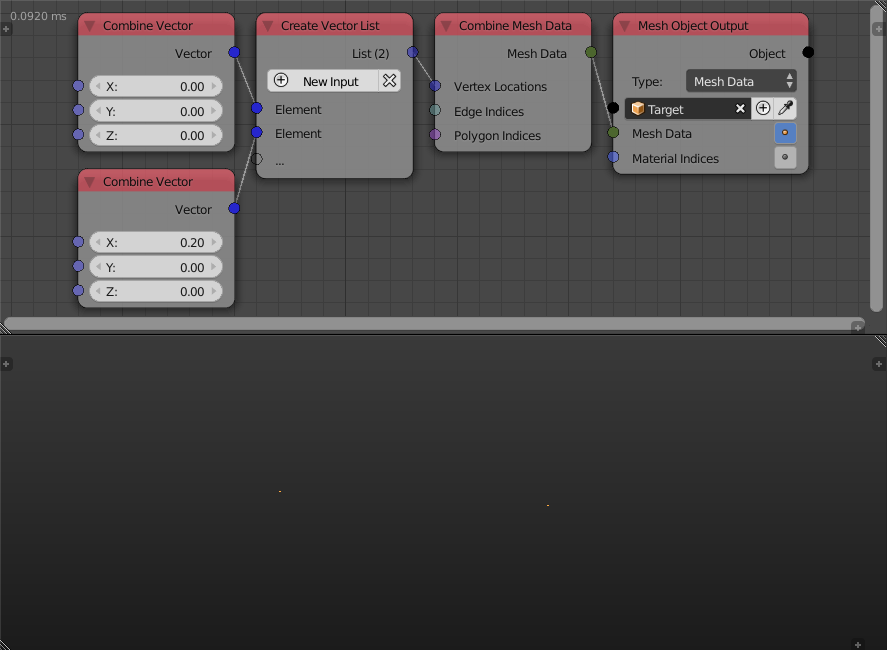 0.0920 ms
Combine Vector
Vector
X: 0.00
Y: 0.00
Z: 0.00
Combine Vector
Vector
X: 0.20
Y: 0.00
Z: 0.00
Create Vector List
List (2)
New Input
Element
Element
...
Combine Mesh Data
Mesh Data
Vertex Locations
Edge Indices
Polygon Indices
Mesh Object Output
Object
Type: Mesh Data
Target
Mesh Data
Material Indices